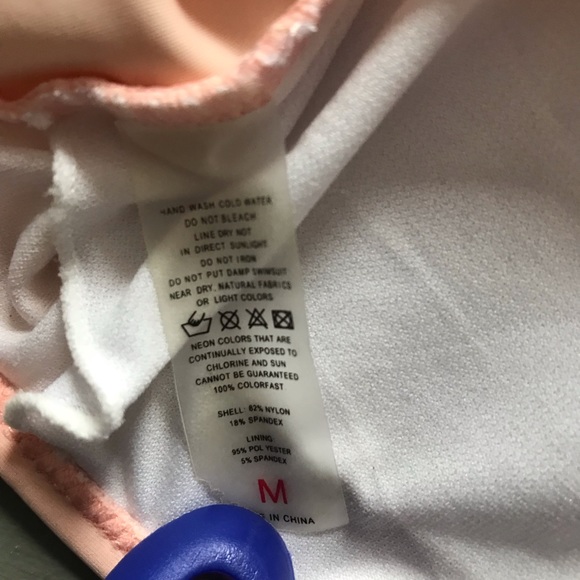 HAND WASH COLD WATER
DO NOT BLEACH
LINE DRY NOT
IN DIRECT SUNLIGHT
DO NOT IRON
DO NOT PUT DAMP SWIMSUIT
NEAR DRY, NATURAL FABRICS
OR LIGHT COLORS
NEON COLORS THAT ARE
CONTINUALLY EXPOSED TO
CHLORINE AND SUN
CANNOT BE GUARANTEED
100% COLORFAST
SHELL: 82% NYLON
18% SPANDEX
LINING:
95% POLYESTER
5% SPANDEX
M
IN CHINA